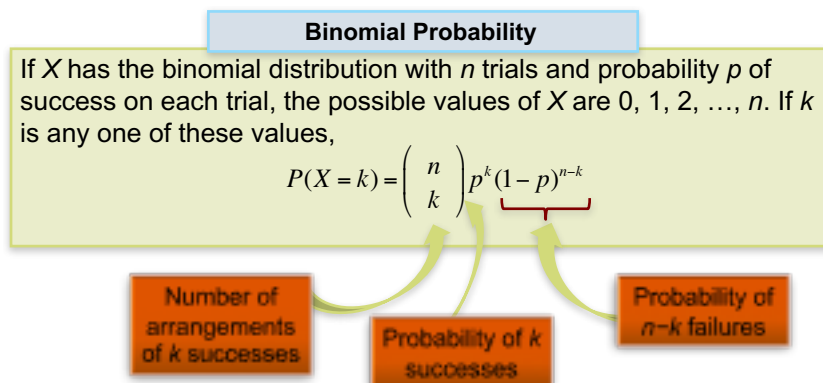 Binomial Probability
If X has the binomial distribution with n trials and probability p of
success on each trial, the possible values of X are 0, 1, 2, …, n. If k
is any one of these values,
P(X = k) = ( n k ) p^k (1 − p)^{n−k}
Number of
arrangements
of k successes
Probability of k
successes
Probability of
n−k failures